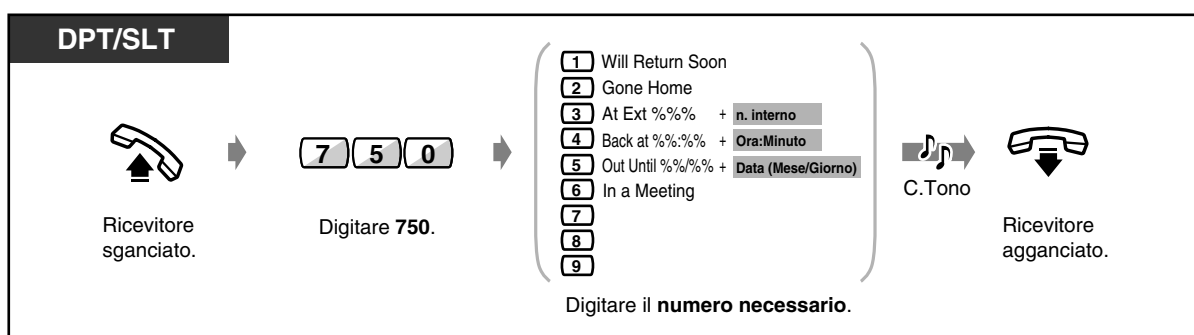 DPT/SLT
Ricevitore
sganciato.
7 5 0
Digitare 750.
1 Will Return Soon
2 Gone Home
3 At Ext %%% + n. interno
4 Back at %%:%% + Ora:Minuto
5 Out Until %%/%% + Data (Mese/Giorno)
6 In a Meeting
7
8
9
Digitare il numero necessario.
C.Tono
Ricevitore
agganciato.